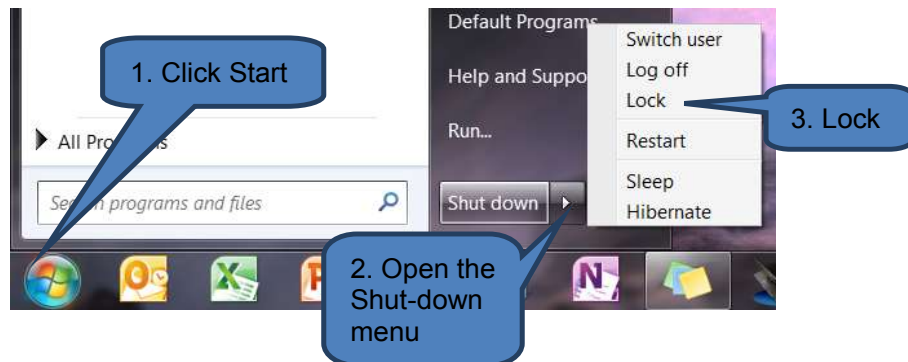 Default Programs
Switch user
1. Click Start
Help and Suppo
Log off
Lock
3. Lock
Run...
All Pro
Restart
Search programs and files
Shut down
Sleep
Hibernate
2. Open the
Shut-down
menu